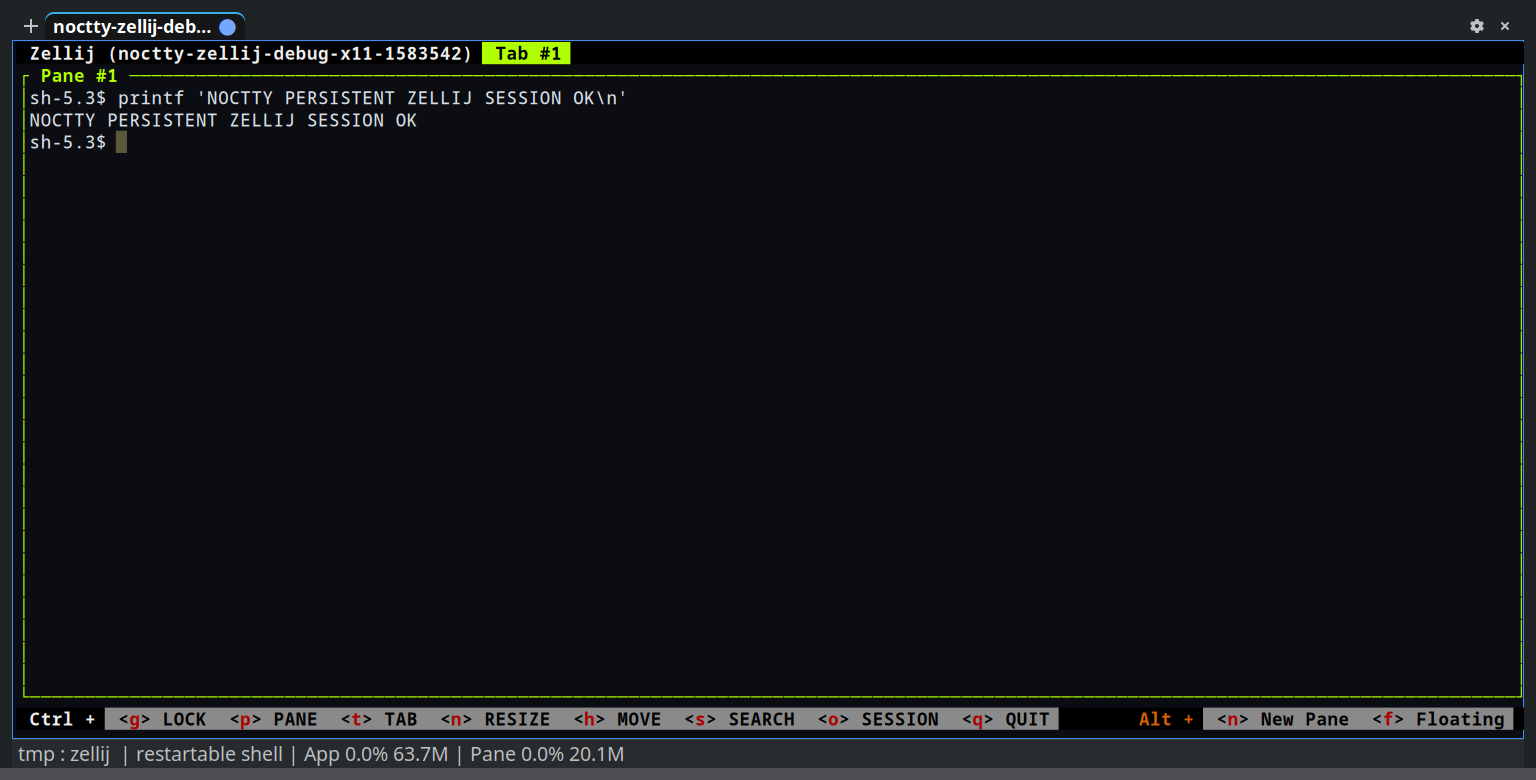 + noctty-zellij-deb...
Zellij (noctty-zellij-debug-x11-1583542) Tab #1
Pane #1
sh-5.3$ printf 'NOCTTY PERSISTENT ZELLIJ SESSION OK\n'
NOCTTY PERSISTENT ZELLIJ SESSION OK
sh-5.3$
Ctrl + <g> LOCK <p> PANE <t> TAB <n> RESIZE <h> MOVE <s> SEARCH <o> SESSION <q> QUIT Alt + <n> New Pane <f> Floating
tmp : zellij | restartable shell | App 0.0% 63.7M | Pane 0.0% 20.1M